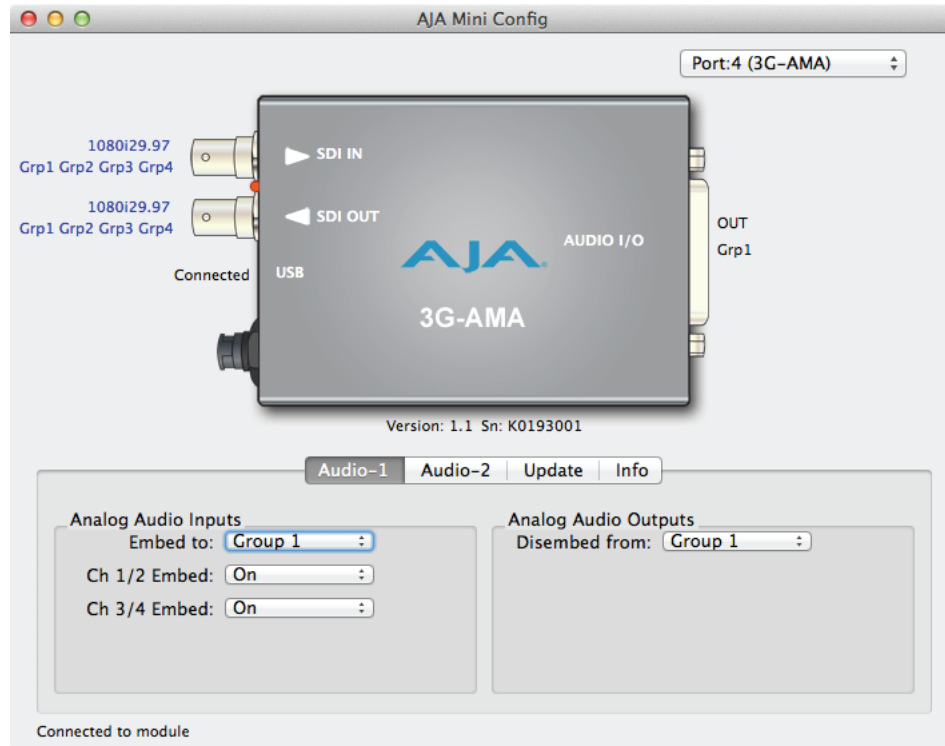 AJA Mini Config
Port:4 (3G-AMA)
1080i29.97
Grp1 Grp2 Grp3 Grp4
SDI IN
1080i29.97
Grp1 Grp2 Grp3 Grp4
SDI OUT
Connected
USB
AUDIO I/O
OUT
Grp1
AJA
3G-AMA
Version: 1.1 Sn: K0193001
Audio-1 Audio-2 Update Info
Analog Audio Inputs
Embed to: Group 1
Ch 1/2 Embed: On
Ch 3/4 Embed: On
Analog Audio Outputs
Disembed from: Group 1
Connected to module